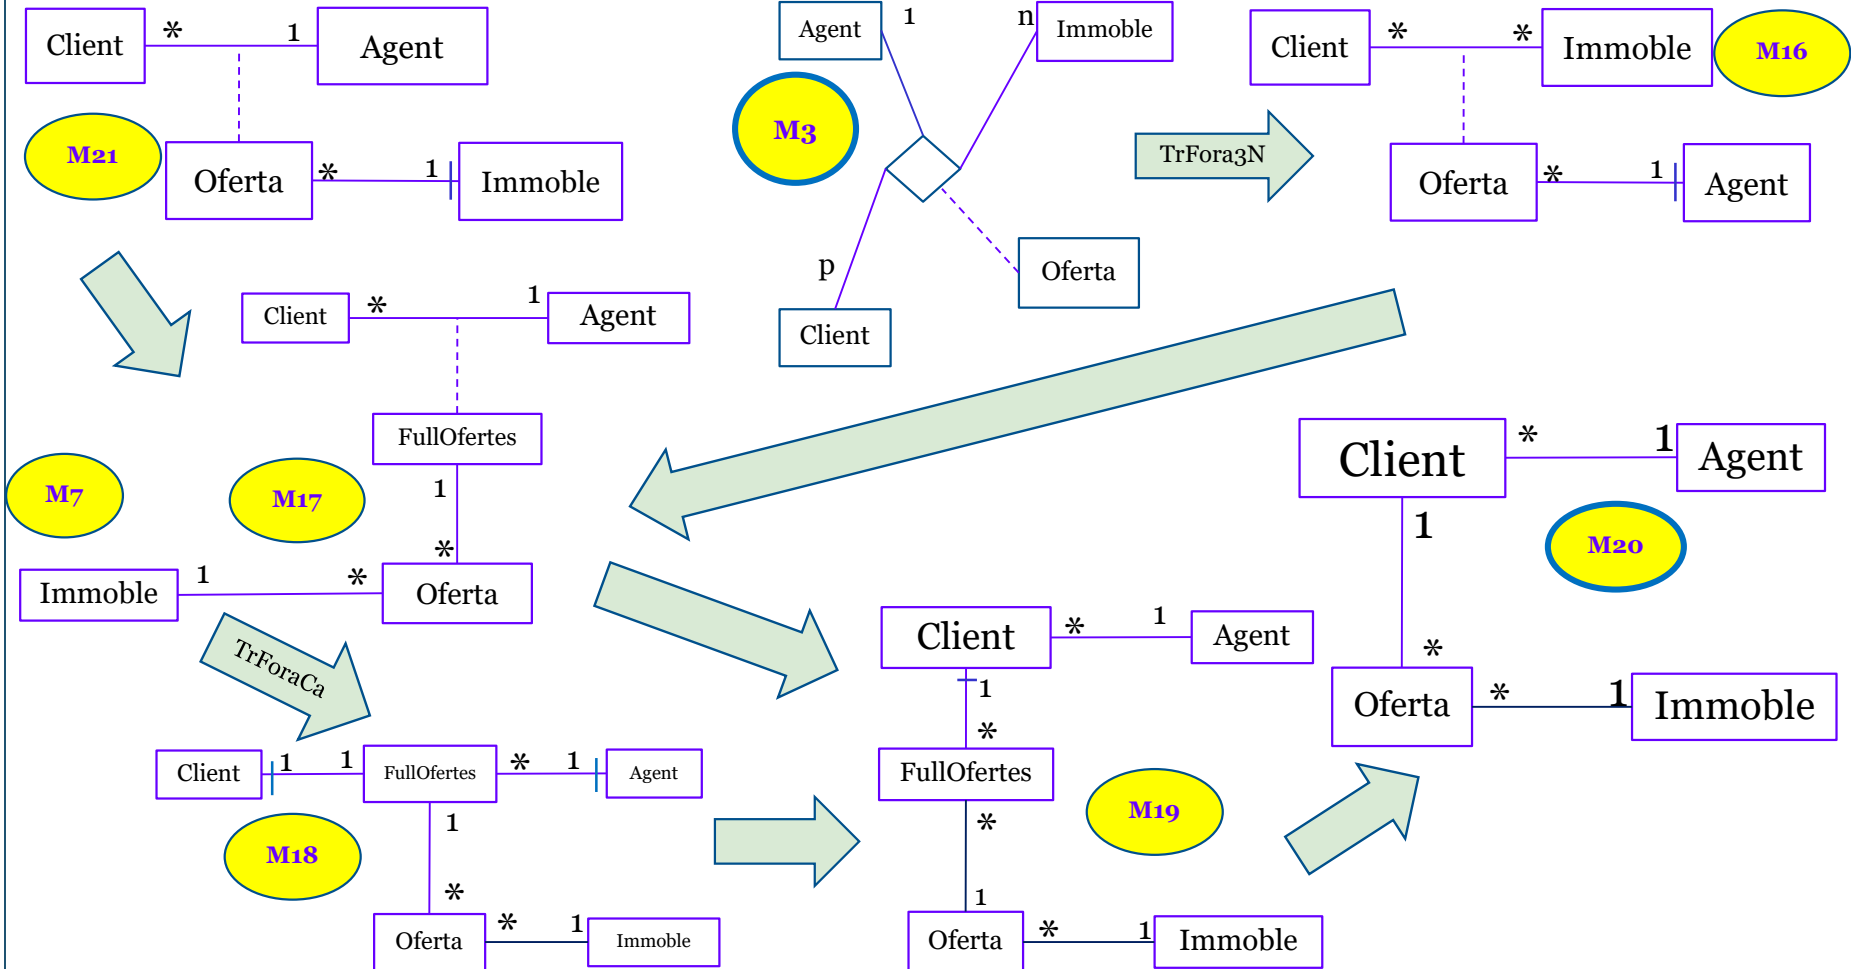 Client
*
1
Agent
M21
Oferta
*
1
Immoble
Agent
1
n
Immoble
M3
p
Client
Oferta
TrFora3N
Client
*
*
Immoble
M16
Oferta
*
1
Agent
Client
*
1
Agent
FullOfertes
1
*
M7
M17
Immoble
1
*
Oferta
TrForaCa
Client
1
1
FullOfertes
*
1
Agent
1
M18
*
Oferta
*
1
Immoble
Client
*
1
Agent
1
*
FullOfertes
*
M19
1
Oferta
*
1
Immoble
Client
*
1
Agent
1
M20
*
Oferta
*
1
Immoble